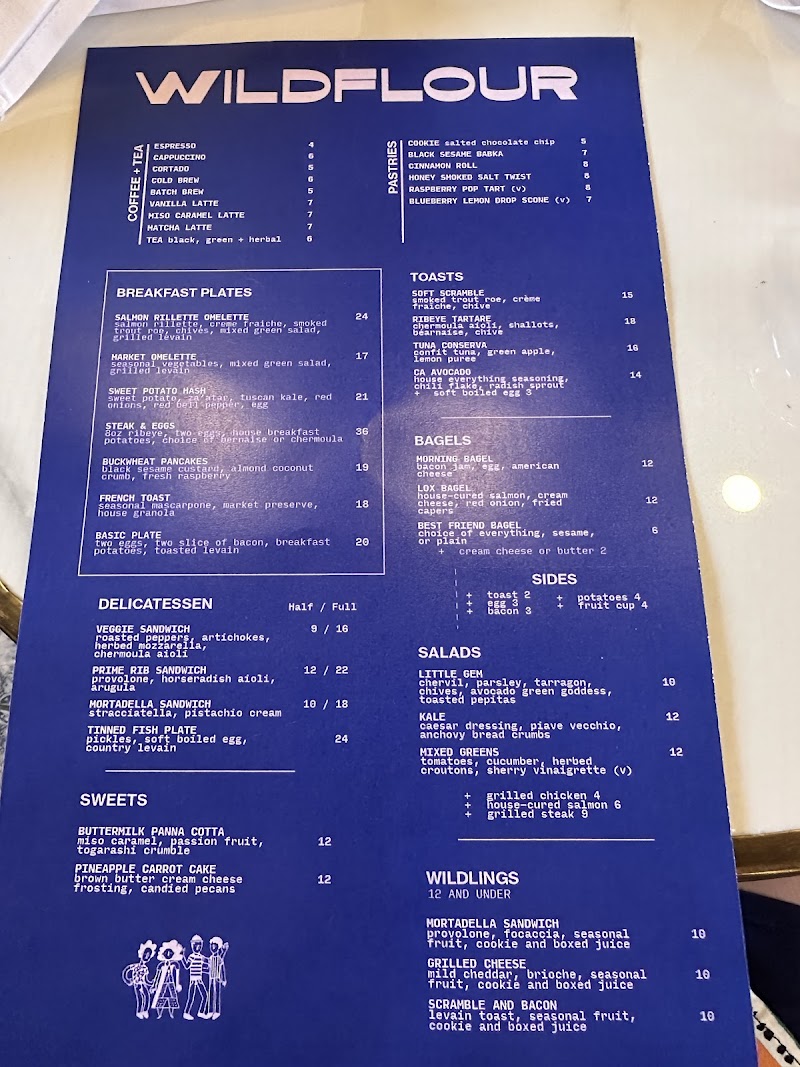 WILDFLOUR
COFFEE + TEA
ESPRESSO 4
CAPPUCCINO 6
CORTADO 5
COLD BREW 6
BATCH BREW 5
VANILLA LATTE 7
MISO CARAMEL LATTE 7
MATCHA LATTE 7
TEA black, green + herbal 6
PASTRIES
COOKIE salted chocolate chip 5
BLACK SESAME BABKA 7
CINNAMON ROLL 8
HONEY SMOKED SALT TWIST 8
RASPBERRY POP TART (v) 8
BLUEBERRY LEMON DROP SCONE (v) 7
BREAKFAST PLATES
SALMON RILLETTE OMELETTE 24
salmon rillette, creme fraiche, smoked
trout roe, chives, mixed green salad,
grilled levain
MARKET OMELETTE 17
seasonal vegetables, mixed green salad,
grilled levain
SWEET POTATO HASH 21
sweet potato, za'atar, tuscan kale, red
onions, red bell pepper, egg
STEAK & EGGS 36
8oz ribeye, two eggs, house breakfast
potatoes, choice of bernaise or chermoula
BUCKWHEAT PANCAKES 19
black sesame custard, almond coconut
crumb, fresh raspberry
FRENCH TOAST 18
seasonal mascarpone, market preserve,
house granola
BASIC PLATE 20
two eggs, two slice of bacon, breakfast
potatoes, toasted levain
DELICATESSEN Half / Full
VEGGIE SANDWICH 9 / 16
roasted peppers, artichokes,
herbed mozzarella,
chermoula aioli
PRIME RIB SANDWICH 12 / 22
provolone, horseradish aioli,
arugula
MORTADELLA SANDWICH 10 / 18
stracciatella, pistachio cream
TINNED FISH PLATE 24
pickles, soft boiled egg,
country levain
SWEETS
BUTTERMILK PANNA COTTA 12
miso caramel, passion fruit,
togarashi crumble
PINEAPPLE CARROT CAKE 12
brown butter cream cheese
frosting, candied pecans
TOASTS
SOFT SCRAMBLE 15
smoked trout roe, crème
fraiche, chive
RIBEYE TARTARE 18
chermoula aioli, shallots,
béarnaise, chive
TUNA CONSERVA 16
confit tuna, green apple,
lemon puree
CA AVOCADO 14
house everything seasoning,
chili flake, radish sprout
+ soft boiled egg 3
BAGELS
MORNING BAGEL 12
bacon jam, egg, american
cheese
LOX BAGEL 12
house-cured salmon, cream
cheese, red onion, fried
capers
BEST FRIEND BAGEL 6
choice of everything, sesame,
or plain
+ cream cheese or butter 2
SIDES
+ toast 2 + potatoes 4
+ egg 3 + fruit cup 4
+ bacon 3
SALADS
LITTLE GEM 10
chervil, parsley, tarragon,
chives, avocado green goddess,
toasted pepitas
KALE 12
caesar dressing, piave vecchio,
anchovy bread crumbs
MIXED GREENS 12
tomatoes, cucumber, herbed
croutons, sherry vinaigrette (v)
+ grilled chicken 4
+ house-cured salmon 6
+ grilled steak 9
WILDLINGS
12 AND UNDER
MORTADELLA SANDWICH 10
provolone, focaccia, seasonal
fruit, cookie and boxed juice
GRILLED CHEESE 10
mild cheddar, brioche, seasonal
fruit, cookie and boxed juice
SCRAMBLE AND BACON 10
levain toast, seasonal fruit,
cookie and boxed juice